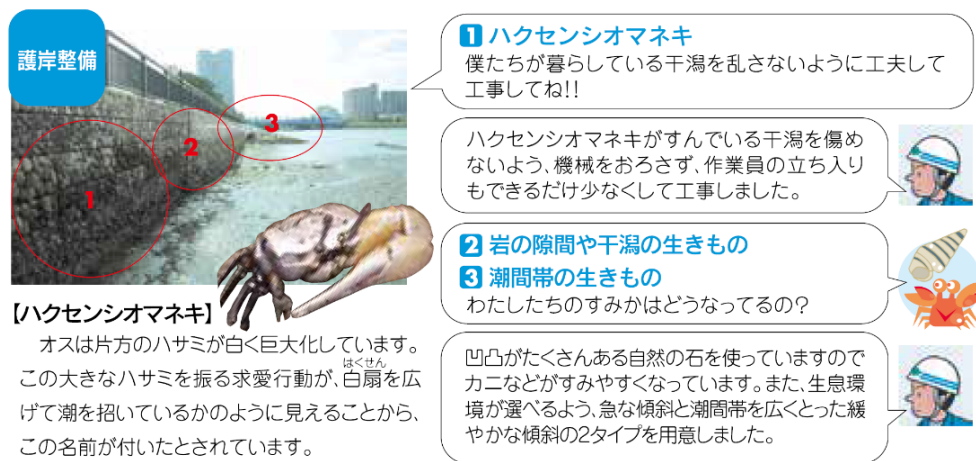 護岸整備
1
2
3
【ハクセンシオマネキ】
オスは片方のハサミが白く巨大化しています。
この大きなハサミを振る求愛行動が、白扇を広
はくせん
げて潮を招いているかのように見えることから、
この名前が付いたとされています。
1 ハクセンシオマネキ
僕たちが暮らしている干潟を乱さないように工夫して
工事してね!!
ハクセンシオマネキがすんでいる干潟を傷め
ないよう、機械をおろさず、作業員の立ち入り
もできるだけ少なくして工事しました。
2 岩の隙間や干潟の生きもの
3 潮間帯の生きもの
わたしたちのすみかはどうなってるの?
凹凸がたくさんある自然の石を使っていますので
カニなどがすみやすくなっています。また、生息環
境が選べるよう、急な傾斜と潮間帯を広くとった緩
やかな傾斜の2タイプを用意しました。